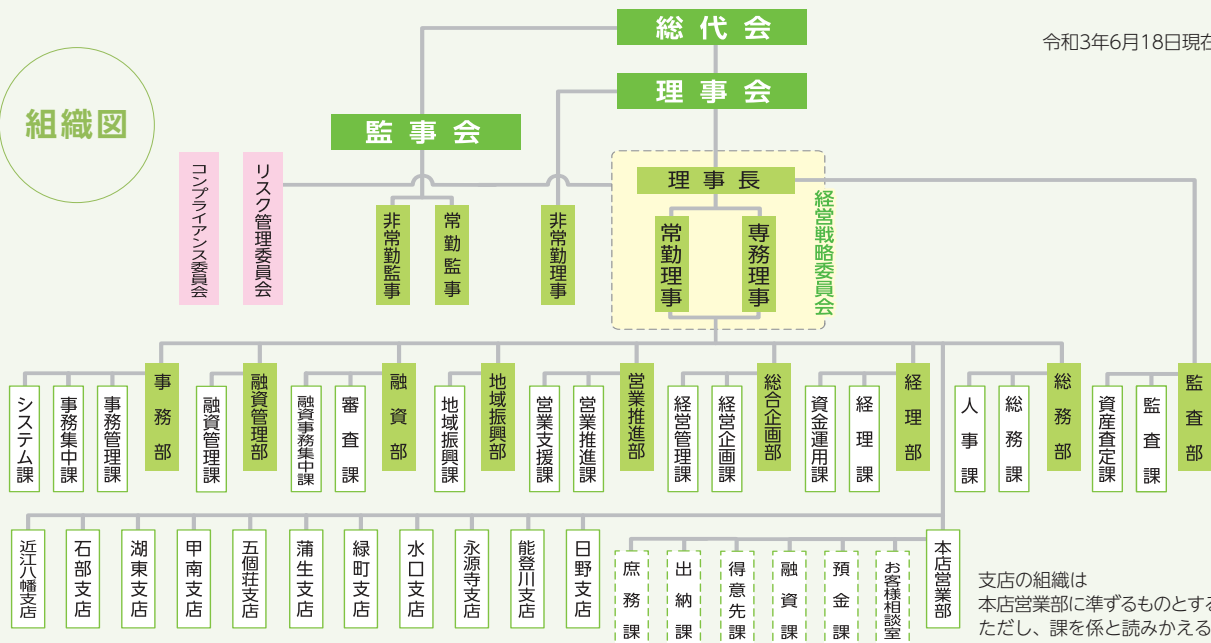 組織図
令和3年6月18日現在
総代会
理事会
監事会
コンプライアンス委員会
リスク管理委員会
非常勤監事
常勤監事
非常勤理事
理事長
常勤理事
専務理事
経営戦略委員会
システム課
事務集中課
事務管理課
事務部
融資管理課
融資管理部
融資事務集中課
審査課
融資部
地域振興課
地域振興部
営業支援課
営業推進課
営業推進部
経営管理課
経営企画課
総合企画部
資金運用課
経理課
経理部
人事課
総務課
総務部
資産査定課
監査課
監査部
近江八幡支店
石部支店
湖東支店
甲南支店
五個荘支店
蒲生支店
緑町支店
水口支店
永源寺支店
能登川支店
日野支店
庶務課
出納課
得意先課
融資課
預金課
お客様相談室
本店営業部
支店の組織は
本店営業部に準ずるものとする
ただし、課を係と読みかえる